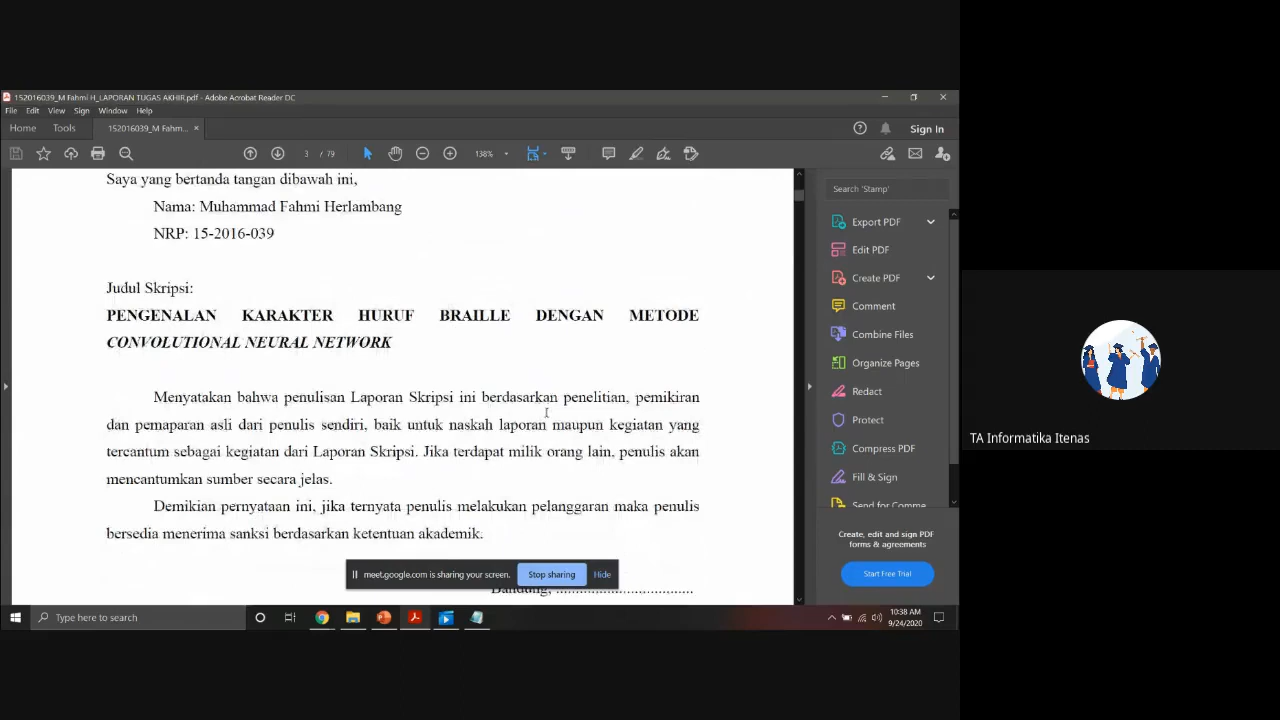 152016039_M Fahmi H_LAPORAN TUGAS AKHIR.pdf - Adobe Acrobat Reader DC
File Edit View Sign Window Help
Home Tools 152016039_M Fahm... × Sign In
3 / 79 138%
Saya yang bertanda tangan dibawah ini,
Nama: Muhammad Fahmi Herlambang
NRP: 15-2016-039
Judul Skripsi:
PENGENALAN KARAKTER HURUF BRAILLE DENGAN METODE
CONVOLUTIONAL NEURAL NETWORK
Menyatakan bahwa penulisan Laporan Skripsi ini berdasarkan penelitian, pemikiran
dan pemaparan asli dari penulis sendiri, baik untuk naskah laporan maupun kegiatan yang
tercantum sebagai kegiatan dari Laporan Skripsi. Jika terdapat milik orang lain, penulis akan
mencantumkan sumber secara jelas.
Demikian pernyataan ini, jika ternyata penulis melakukan pelanggaran maka penulis
bersedia menerima sanksi berdasarkan ketentuan akademik.
Bandung, ..................................
meet.google.com is sharing your screen. Stop sharing Hide
Search 'Stamp'
Export PDF
Edit PDF
Create PDF
Comment
Combine Files
Organize Pages
Redact
Protect
Compress PDF
Fill & Sign
Send for Comme
Create, edit and sign PDF
forms & agreements
Start Free Trial
Type here to search
10:38 AM
9/24/2020
TA Informatika Itenas